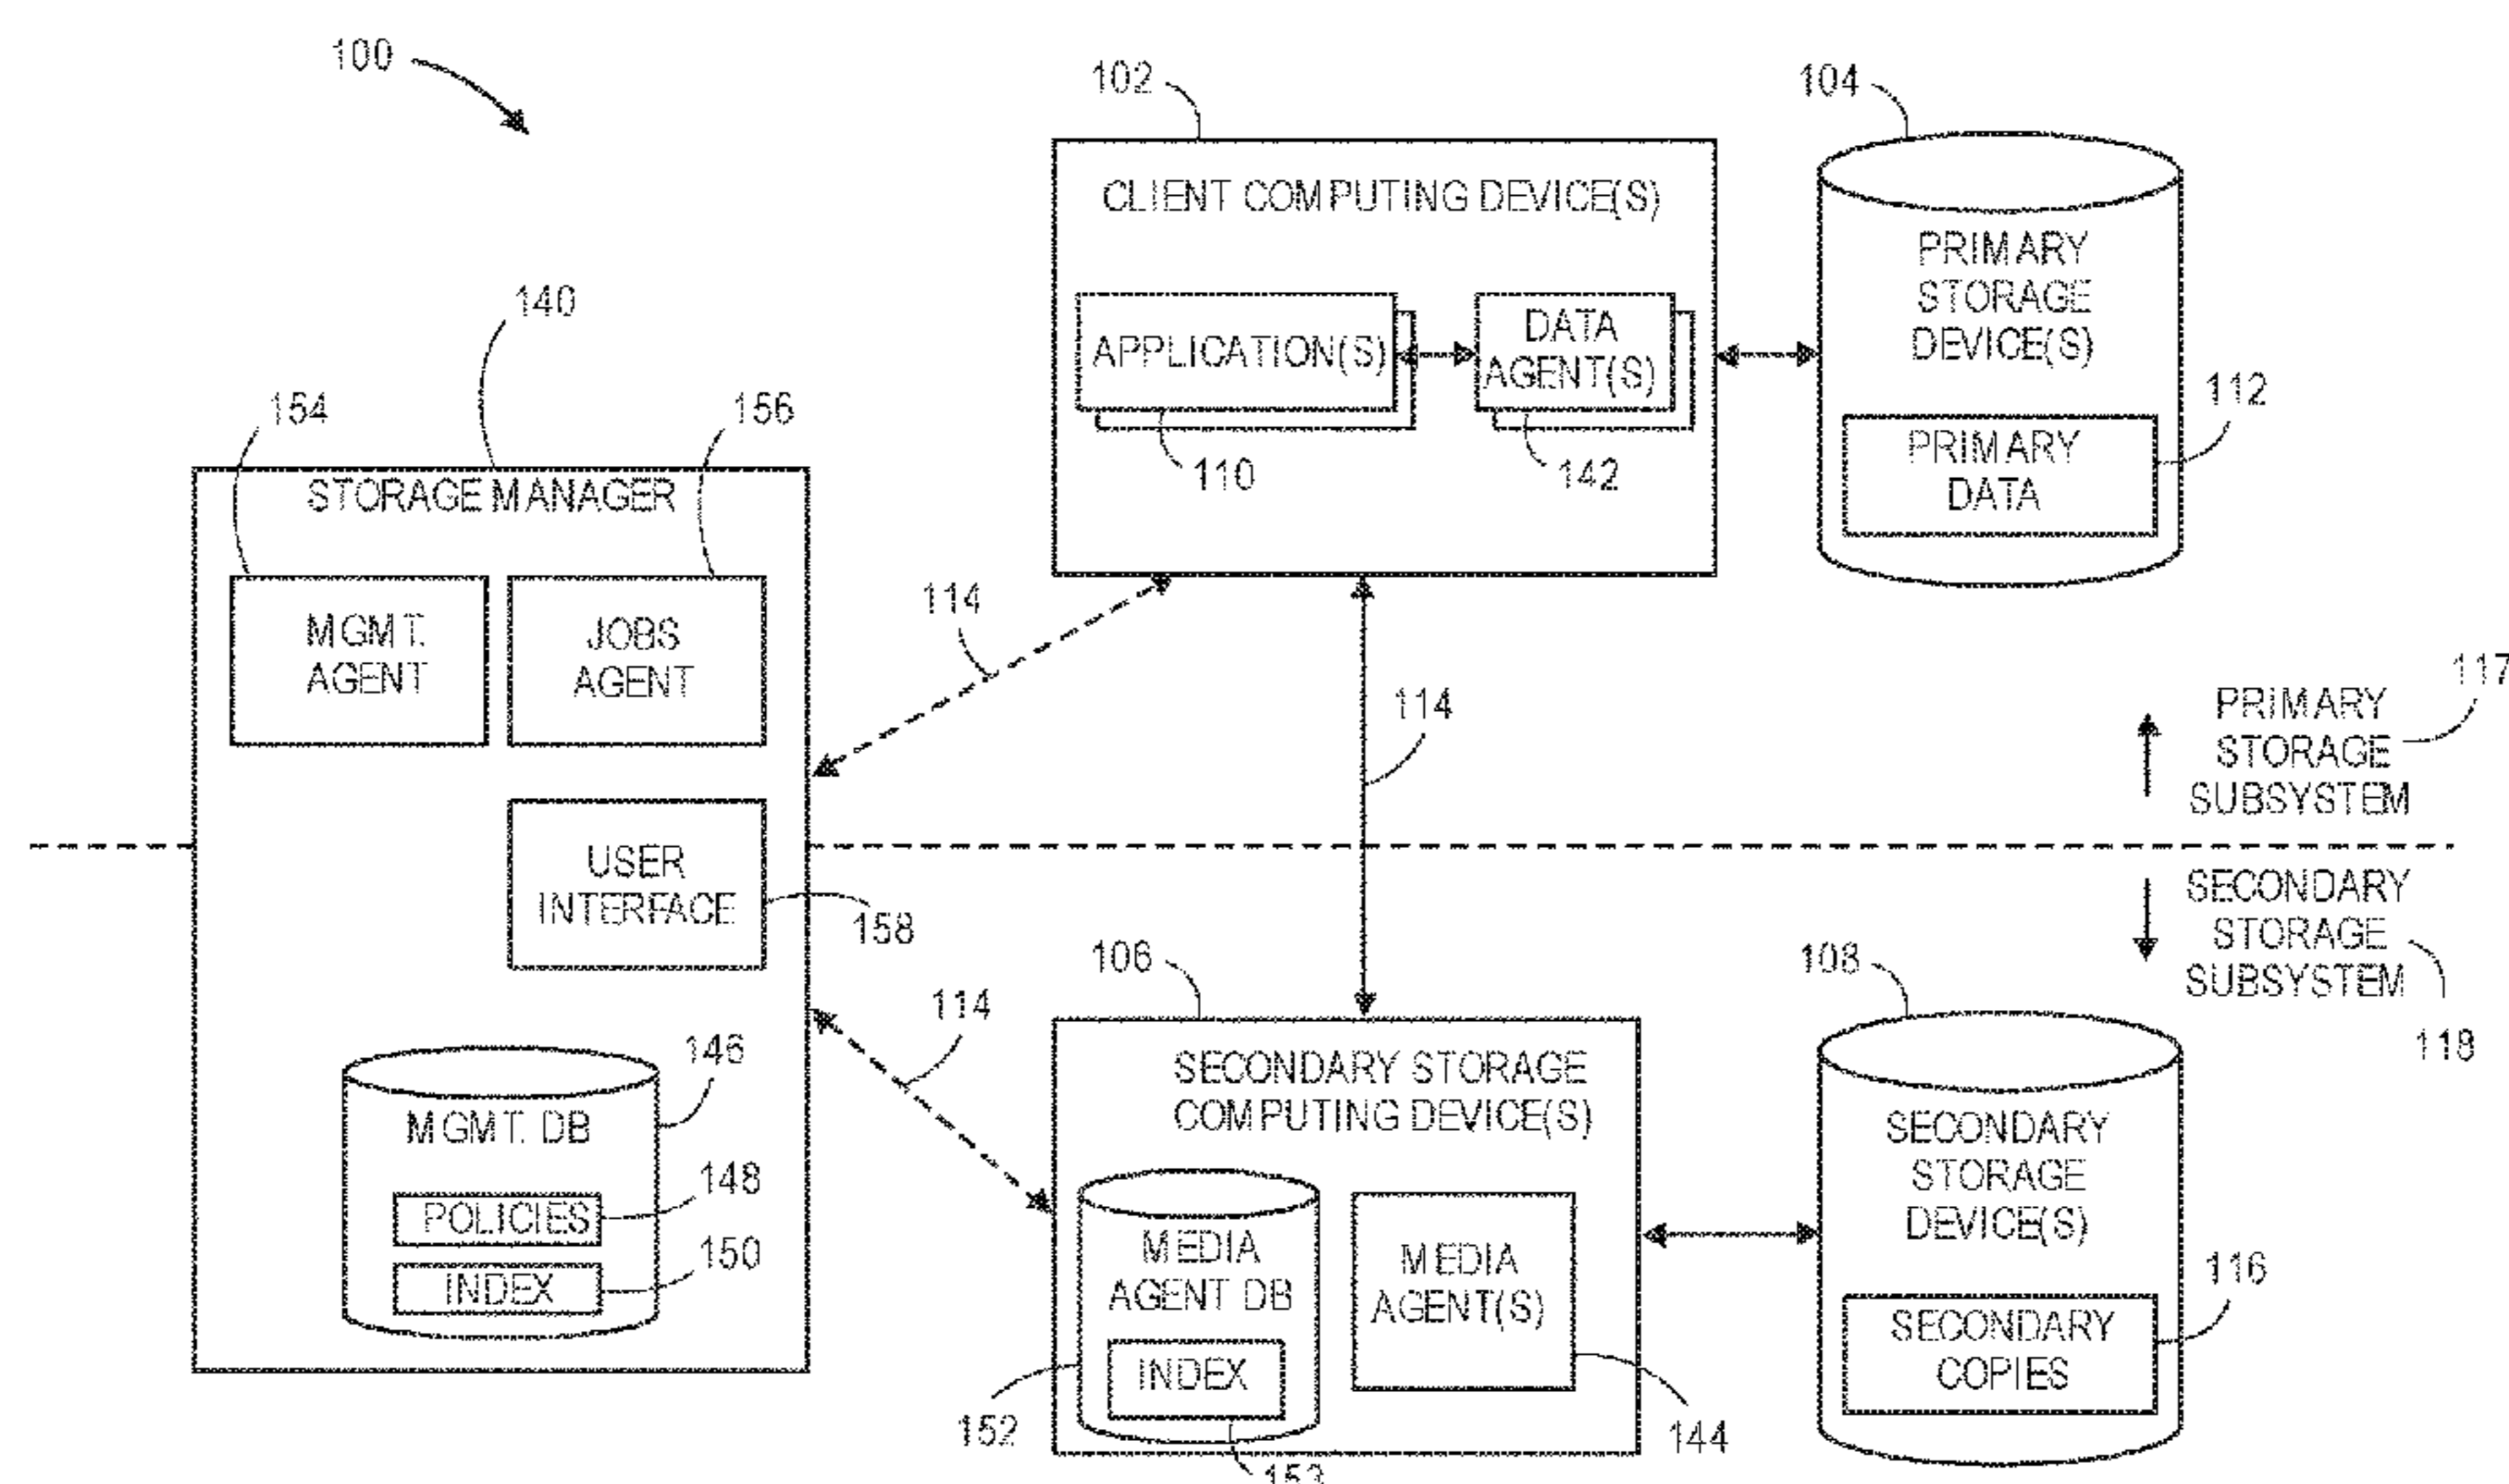 100
102
104
CLIENT COMPUTING DEVICE(S)
APPLICATION(S)
DATA
AGENT(S)
110
142
PRIMARY
STORAGE
DEVICE(S)
PRIMARY
DATA
112
140
154
156
STORAGE MANAGER
MGMT.
AGENT
JOBS
AGENT
USER
INTERFACE
158
114
114
114
PRIMARY
STORAGE
SUBSYSTEM
117
SECONDARY
STORAGE
SUBSYSTEM
118
146
MGMT. DB
POLICIES
148
INDEX
150
106
SECONDARY STORAGE
COMPUTING DEVICE(S)
MEDIA
AGENT DB
INDEX
MEDIA
AGENT(S)
152
153
144
108
SECONDARY
STORAGE
DEVICE(S)
SECONDARY
COPIES
116